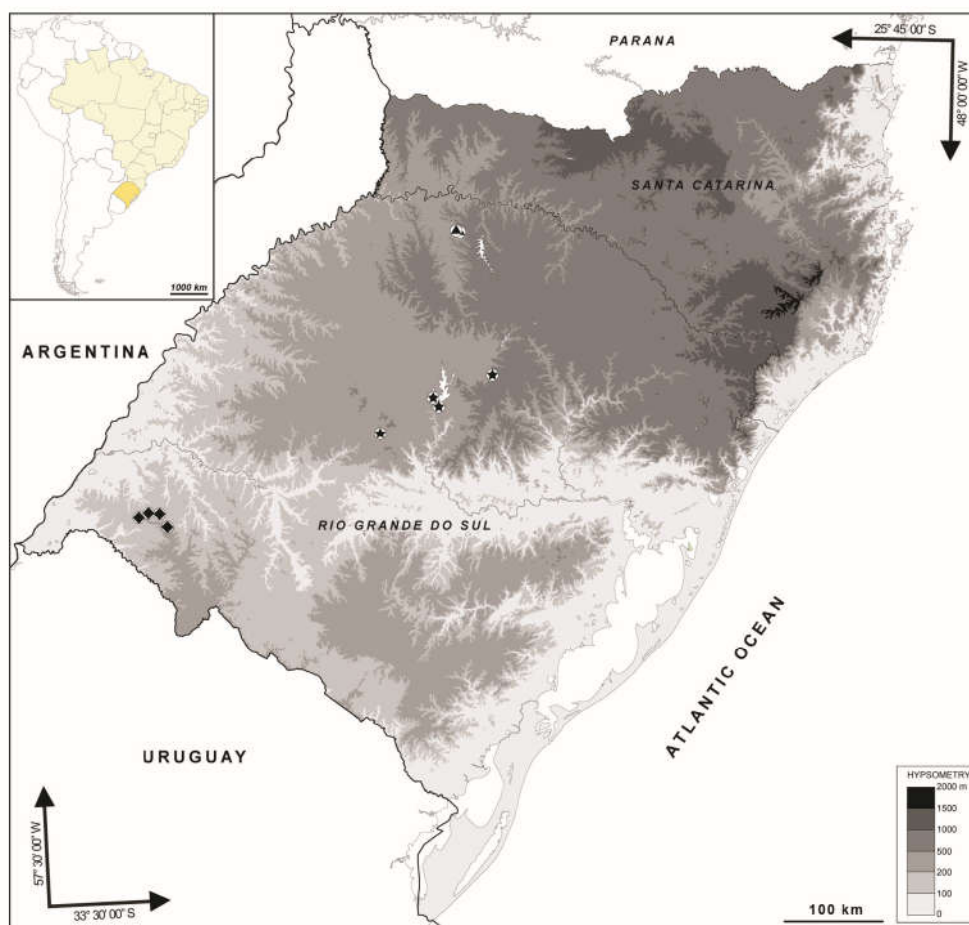 PARANA
25° 45′ 00″ S
48° 00′ 00″ W
SANTA CATARINA
1000 km
ARGENTINA
RIO GRANDE DO SUL
ATLANTIC OCEAN
URUGUAY
57° 30′ 00″ W
33° 30′ 00″ S
100 km
HYPSOMETRY
2000 m
1500
1000
500
200
100
0